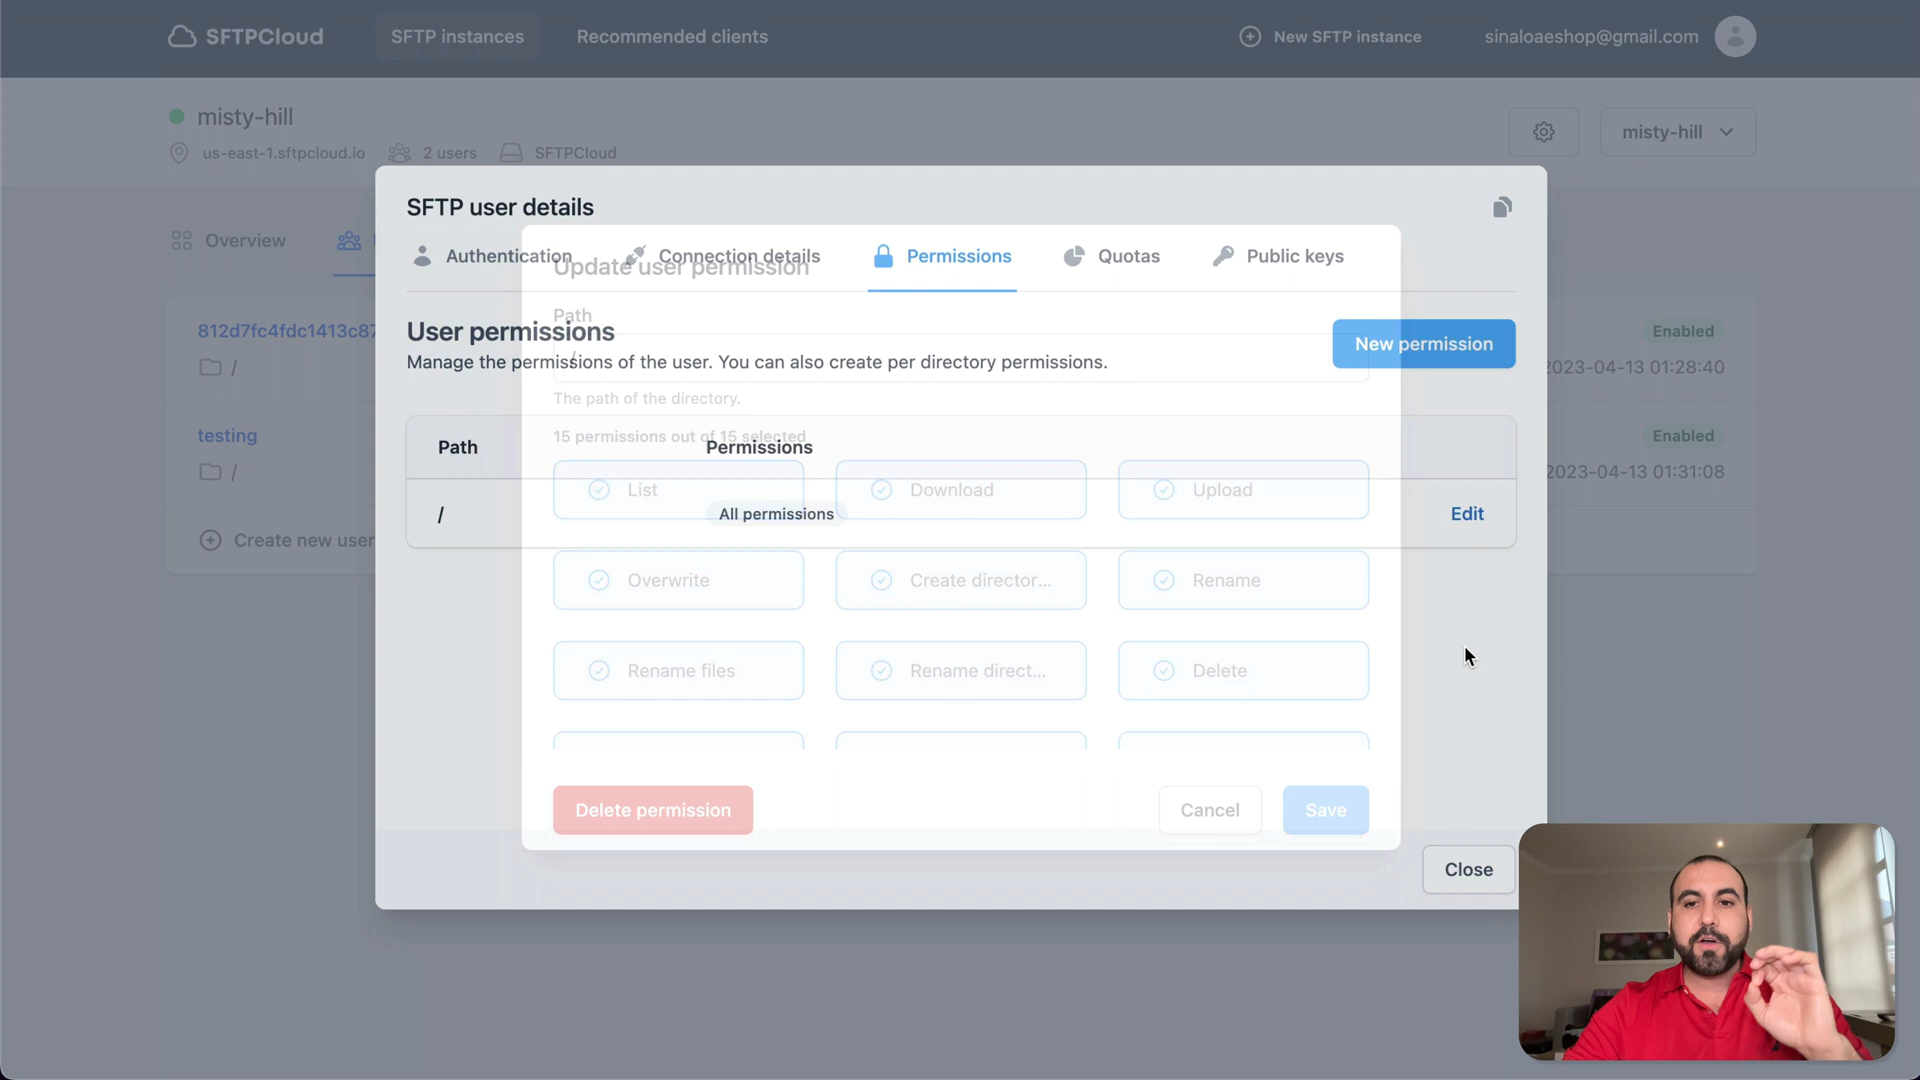 SFTPCloud
SFTP instances
Recommended clients
New SFTP instance
sinaloaeshop@gmail.com
misty-hill
us-east-1.sftpcloud.io
2 users
SFTPCloud
misty-hill
Overview
SFTP user details
Authentication
Connection details
Permissions
Quotas
Public keys
Update user permission
Path
User permissions
Manage the permissions of the user. You can also create per directory permissions.
New permission
/
The path of the directory.
15 permissions out of 15 selected
Path
Permissions
/
All permissions
Edit
List
Download
Upload
Overwrite
Create director...
Rename
Rename files
Rename direct...
Delete
Delete permission
Cancel
Save
Close
812d7fc4fdc1413c87
/
Enabled
2023-04-13 01:28:40
testing
/
Enabled
2023-04-13 01:31:08
Create new user